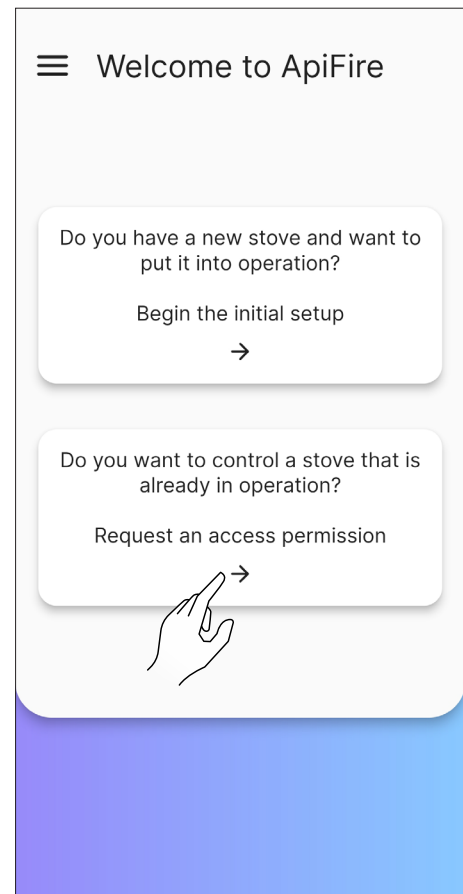 Welcome to ApiFire
Do you have a new stove and want to
put it into operation?
Begin the initial setup
Do you want to control a stove that is
already in operation?
Request an access permission